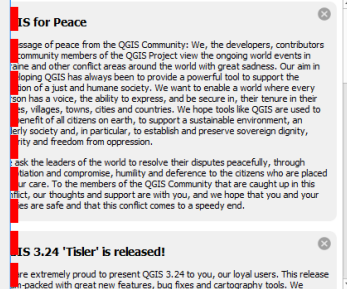 IS for Peace
ssage of peace from the QGIS Community: We, the developers, contributors
community members of the QGIS Project view the ongoing world events in
aine and other conflict areas around the world with great sadness. Our aim in
loping QGIS has always been to provide a powerful tool to support the
tion of a just and humane society. We want to enable a world where every
son has a voice, the ability to express, and be secure in, their tenure in their
es, villages, towns, cities and countries. We hope tools like QGIS are used to
enefit of all citizens on earth, to support a sustainable environment, an
erly society and, in particular, to establish and preserve sovereign dignity,
rity and freedom from oppression.
ask the leaders of the world to resolve their disputes peacefully, through
tiation and compromise, humility and deference to the citizens who are placed
ur care. To the members of the QGIS Community that are caught up in this
flict, our thoughts and support are with you, and we hope that you and your
es are safe and that this conflict comes to a speedy end.
IS 3.24 'Tisler' is released!
re extremely proud to present QGIS 3.24 to you, our loyal users. This release
m-packed with great new features, bug fixes and cartography tools. We